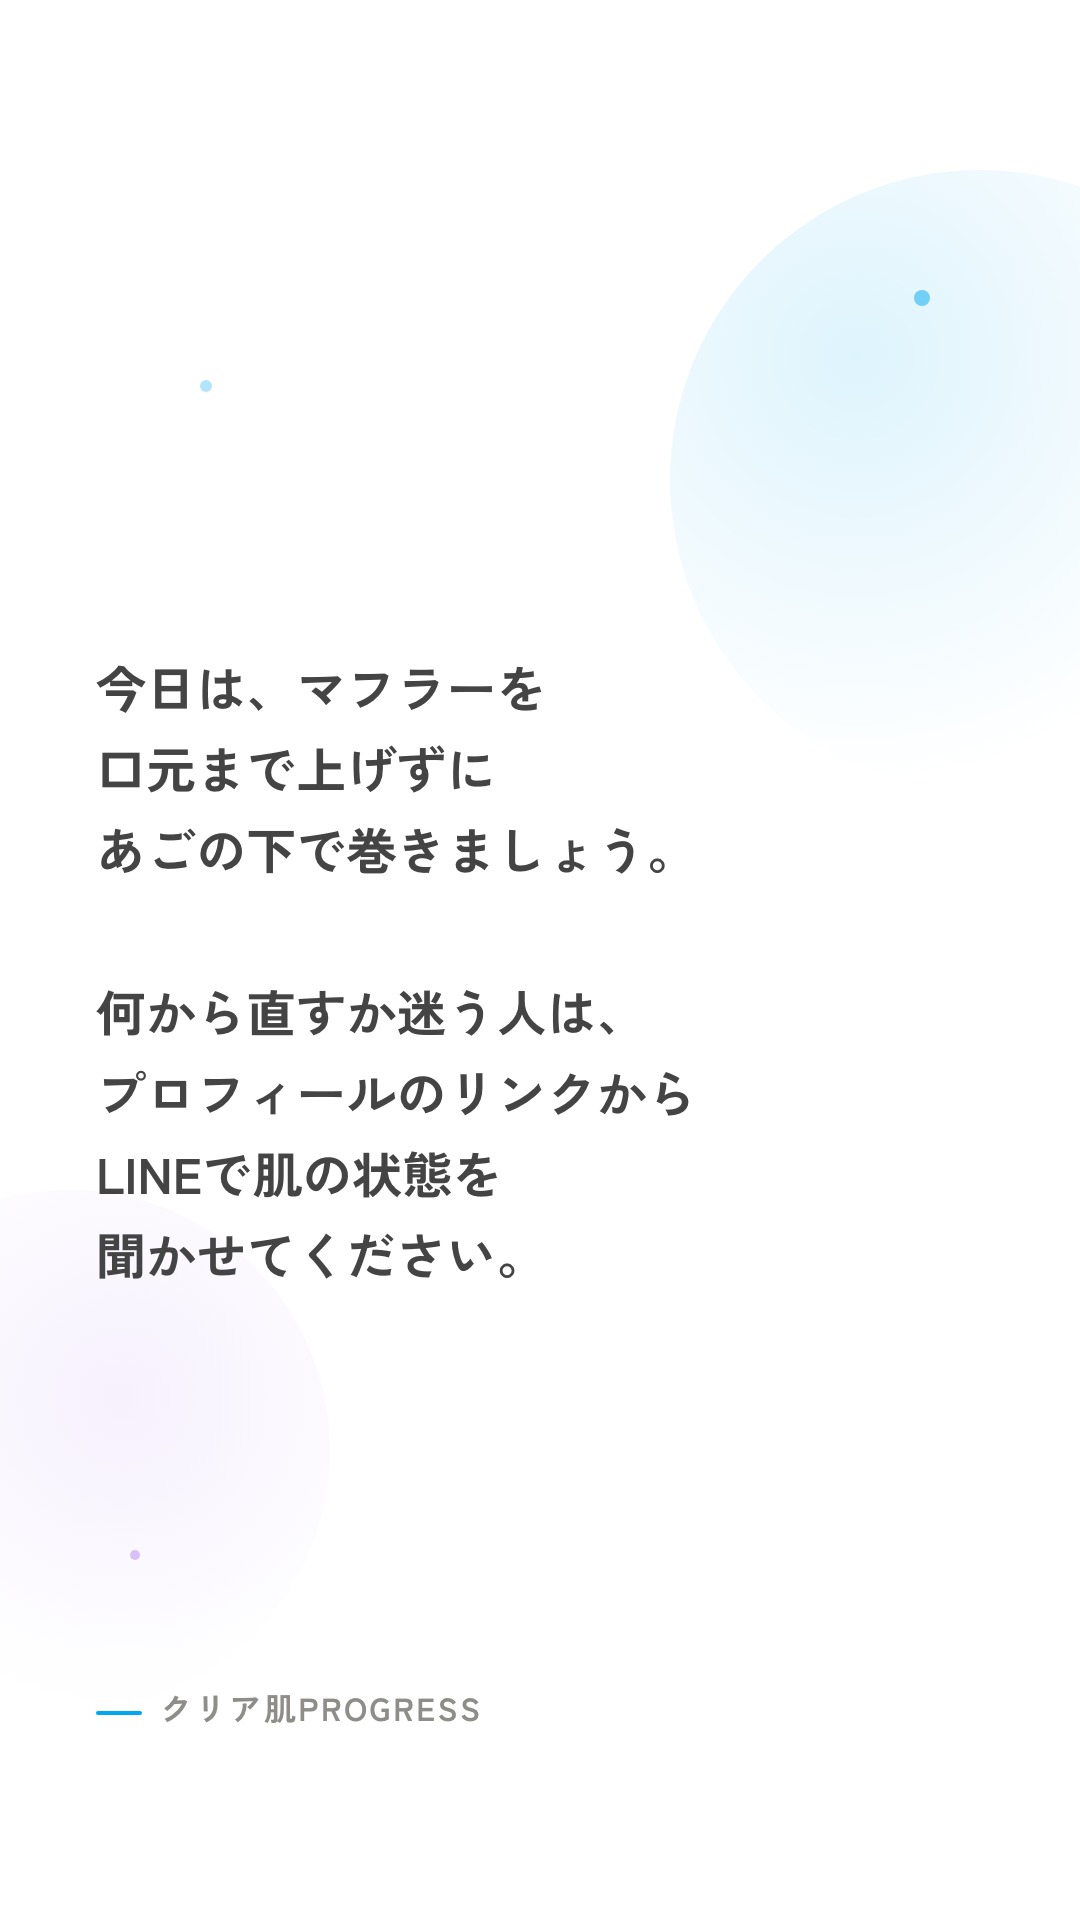 今日は、マフラーを
口元まで上げずに
あごの下で巻きましょう。
何から直すか迷う人は、
プロフィールのリンクから
LINEで肌の状態を
聞かせてください。
クリア肌PROGRESS